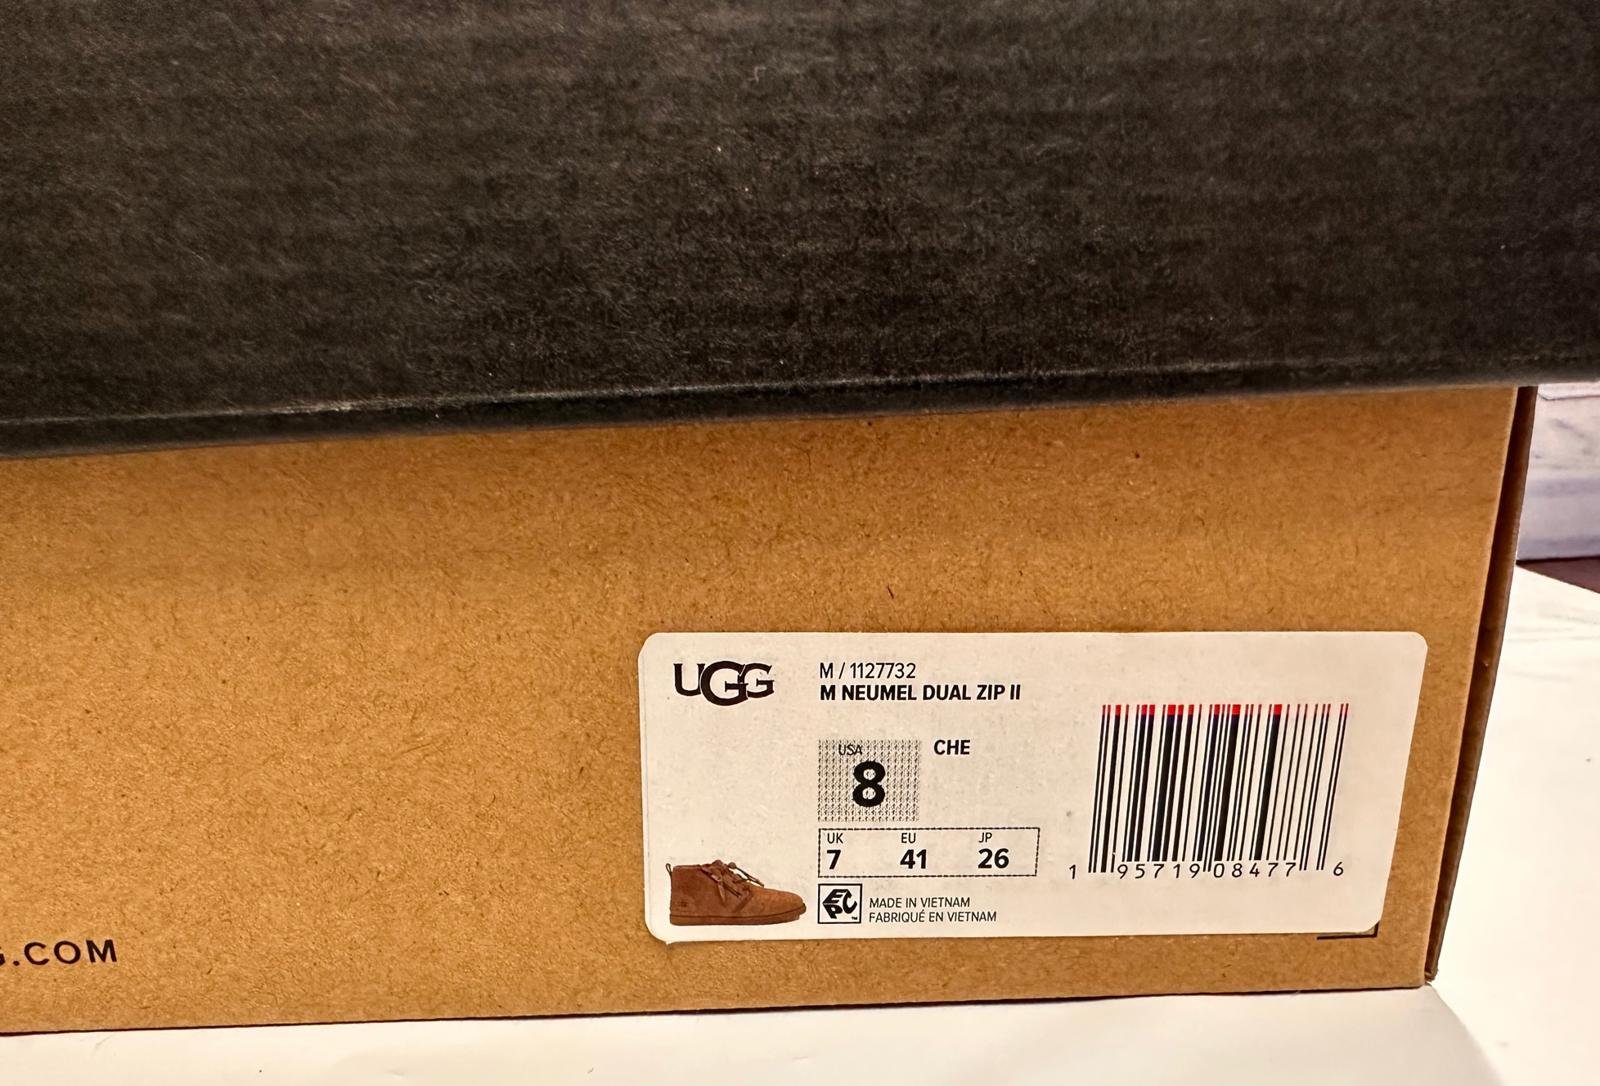 UGG
M / 1127732
M NEUMEL DUAL ZIP II
USA
8
CHE
UK EU JP
7 41 26
EPC
MADE IN VIETNAM
FABRIQUÉ EN VIETNAM
1 95719 08477 6
G.COM